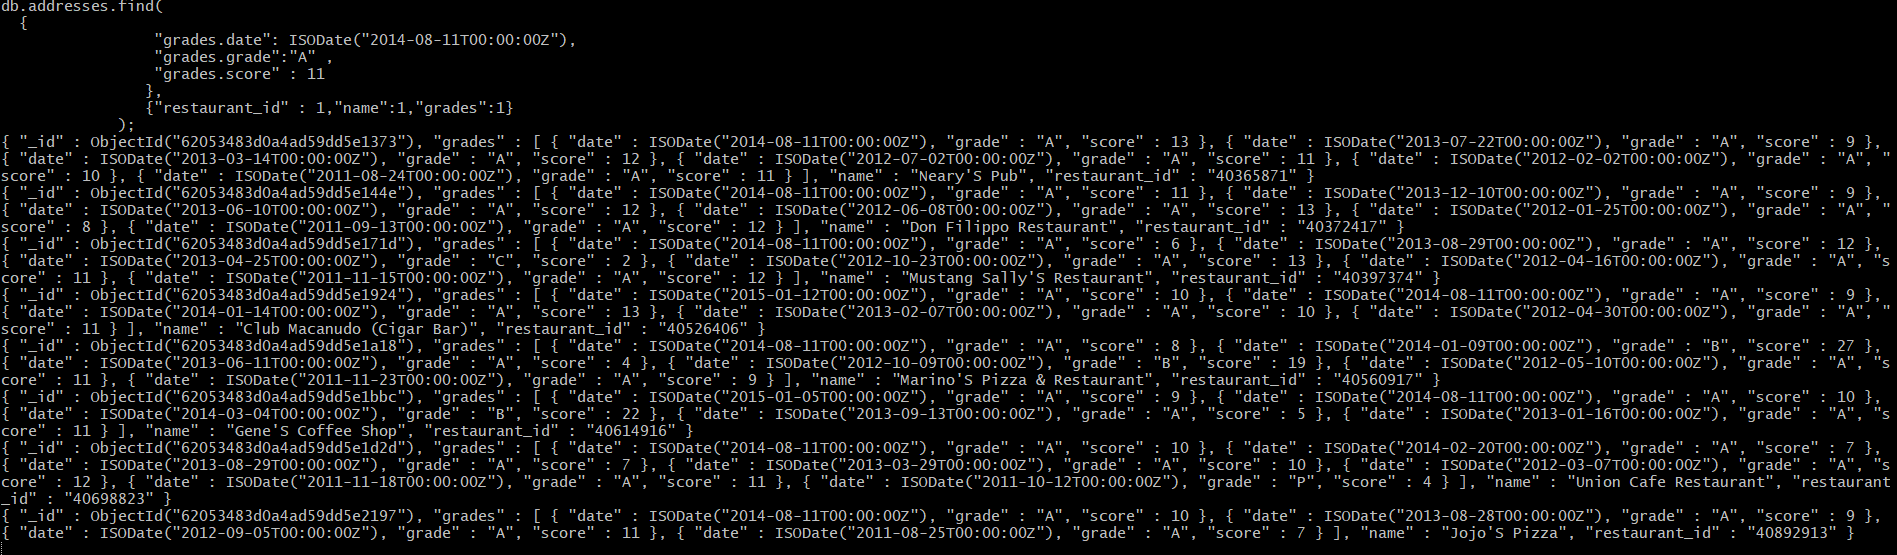 db.addresses.find(
{
"grades.date": ISODate("2014-08-11T00:00:00Z"),
"grades.grade":"A" ,
"grades.score" : 11
},
{"restaurant_id" : 1,"name":1,"grades":1}
);
{ "_id" : ObjectId("62053483d0a4ad59dd5e1373"), "grades" : [ { "date" : ISODate("2014-08-11T00:00:00Z"), "grade" : "A", "score" : 13 }, { "date" : ISODate("2013-07-22T00:00:00Z"), "grade" : "A", "score" : 9 },
{ "date" : ISODate("2013-03-14T00:00:00Z"), "grade" : "A", "score" : 12 }, { "date" : ISODate("2012-07-02T00:00:00Z"), "grade" : "A", "score" : 11 }, { "date" : ISODate("2012-02-02T00:00:00Z"), "grade" : "A", "
score" : 10 }, { "date" : ISODate("2011-08-24T00:00:00Z"), "grade" : "A", "score" : 11 } ], "name" : "Neary'S Pub", "restaurant_id" : "40365871" }
{ "_id" : ObjectId("62053483d0a4ad59dd5e144e"), "grades" : [ { "date" : ISODate("2014-08-11T00:00:00Z"), "grade" : "A", "score" : 11 }, { "date" : ISODate("2013-12-10T00:00:00Z"), "grade" : "A", "score" : 9 },
{ "date" : ISODate("2013-06-10T00:00:00Z"), "grade" : "A", "score" : 12 }, { "date" : ISODate("2012-06-08T00:00:00Z"), "grade" : "A", "score" : 13 }, { "date" : ISODate("2012-01-25T00:00:00Z"), "grade" : "A", "
score" : 8 }, { "date" : ISODate("2011-09-13T00:00:00Z"), "grade" : "A", "score" : 12 } ], "name" : "Don Filippo Restaurant", "restaurant_id" : "40372417" }
{ "_id" : ObjectId("62053483d0a4ad59dd5e171d"), "grades" : [ { "date" : ISODate("2014-08-11T00:00:00Z"), "grade" : "A", "score" : 6 }, { "date" : ISODate("2013-08-29T00:00:00Z"), "grade" : "A", "score" : 12 },
{ "date" : ISODate("2013-04-25T00:00:00Z"), "grade" : "C", "score" : 2 }, { "date" : ISODate("2012-10-23T00:00:00Z"), "grade" : "A", "score" : 13 }, { "date" : ISODate("2012-04-16T00:00:00Z"), "grade" : "A", "s
core" : 11 }, { "date" : ISODate("2011-11-15T00:00:00Z"), "grade" : "A", "score" : 12 } ], "name" : "Mustang Sally'S Restaurant", "restaurant_id" : "40397374" }
{ "_id" : ObjectId("62053483d0a4ad59dd5e1924"), "grades" : [ { "date" : ISODate("2015-01-12T00:00:00Z"), "grade" : "A", "score" : 10 }, { "date" : ISODate("2014-08-11T00:00:00Z"), "grade" : "A", "score" : 9 },
{ "date" : ISODate("2014-01-14T00:00:00Z"), "grade" : "A", "score" : 13 }, { "date" : ISODate("2013-02-07T00:00:00Z"), "grade" : "A", "score" : 10 }, { "date" : ISODate("2012-04-30T00:00:00Z"), "grade" : "A", "
score" : 11 } ], "name" : "Club Macanudo (Cigar Bar)", "restaurant_id" : "40526406" }
{ "_id" : ObjectId("62053483d0a4ad59dd5e1a18"), "grades" : [ { "date" : ISODate("2014-08-11T00:00:00Z"), "grade" : "A", "score" : 8 }, { "date" : ISODate("2014-01-09T00:00:00Z"), "grade" : "B", "score" : 27 },
{ "date" : ISODate("2013-06-11T00:00:00Z"), "grade" : "A", "score" : 4 }, { "date" : ISODate("2012-10-09T00:00:00Z"), "grade" : "B", "score" : 19 }, { "date" : ISODate("2012-05-10T00:00:00Z"), "grade" : "A", "s
core" : 11 }, { "date" : ISODate("2011-11-23T00:00:00Z"), "grade" : "A", "score" : 9 } ], "name" : "Marino'S Pizza & Restaurant", "restaurant_id" : "40560917" }
{ "_id" : ObjectId("62053483d0a4ad59dd5e1bbc"), "grades" : [ { "date" : ISODate("2015-01-05T00:00:00Z"), "grade" : "A", "score" : 9 }, { "date" : ISODate("2014-08-11T00:00:00Z"), "grade" : "A", "score" : 10 },
{ "date" : ISODate("2014-03-04T00:00:00Z"), "grade" : "B", "score" : 22 }, { "date" : ISODate("2013-09-13T00:00:00Z"), "grade" : "A", "score" : 5 }, { "date" : ISODate("2013-01-16T00:00:00Z"), "grade" : "A", "s
core" : 11 } ], "name" : "Gene'S Coffee Shop", "restaurant_id" : "40614916" }
{ "_id" : ObjectId("62053483d0a4ad59dd5e1d2d"), "grades" : [ { "date" : ISODate("2014-08-11T00:00:00Z"), "grade" : "A", "score" : 10 }, { "date" : ISODate("2014-02-20T00:00:00Z"), "grade" : "A", "score" : 7 },
{ "date" : ISODate("2013-08-29T00:00:00Z"), "grade" : "A", "score" : 7 }, { "date" : ISODate("2013-03-29T00:00:00Z"), "grade" : "A", "score" : 10 }, { "date" : ISODate("2012-03-07T00:00:00Z"), "grade" : "A", "s
core" : 12 }, { "date" : ISODate("2011-11-18T00:00:00Z"), "grade" : "A", "score" : 11 }, { "date" : ISODate("2011-10-12T00:00:00Z"), "grade" : "P", "score" : 4 } ], "name" : "Union Cafe Restaurant", "restaurant
_id" : "40698823" }
{ "_id" : ObjectId("62053483d0a4ad59dd5e2197"), "grades" : [ { "date" : ISODate("2014-08-11T00:00:00Z"), "grade" : "A", "score" : 10 }, { "date" : ISODate("2013-08-28T00:00:00Z"), "grade" : "A", "score" : 9 },
{ "date" : ISODate("2012-09-05T00:00:00Z"), "grade" : "A", "score" : 11 }, { "date" : ISODate("2011-08-25T00:00:00Z"), "grade" : "A", "score" : 7 } ], "name" : "Jojo'S Pizza", "restaurant_id" : "40892913" }